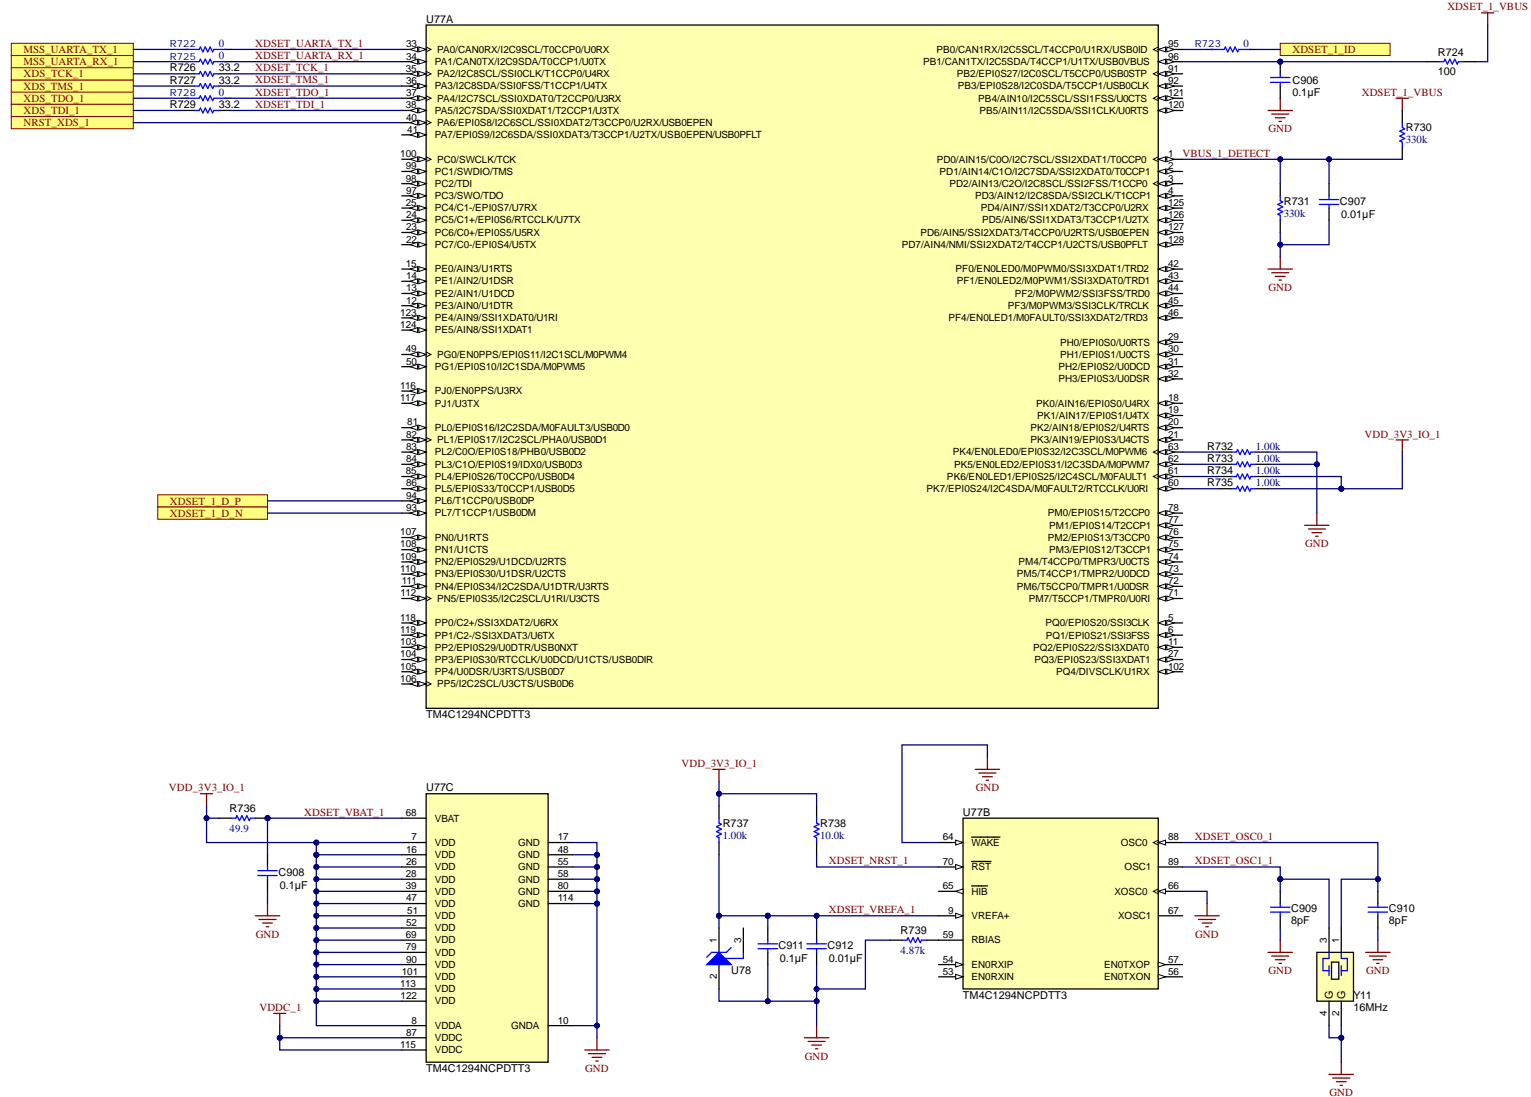 U77A
XDSET_1_VBUS
MSS_UARTA_TX_1 R722 0 XDSET_UARTA_TX_1 33 PA0/CAN0RX/I2C9SCL/T0CCP0/U0RX
MSS_UARTA_RX_1 R725 0 XDSET_UARTA_RX_1 34 PA1/CAN0TX/I2C9SDA/T0CCP1/U0TX
XDS_TCK_1 R726 33.2 XDSET_TCK_1 35 PA2/I2C8SCL/SSI0CLK/T1CCP0/U4RX
XDS_TMS_1 R727 33.2 XDSET_TMS_1 36 PA3/I2C8SDA/SSI0FSS/T1CCP1/U4TX
XDS_TDO_1 R728 0 XDSET_TDO_1 37 PA4/I2C7SCL/SSI0XDAT0/T2CCP0/U3RX
XDS_TDI_1 R729 33.2 XDSET_TDI_1 38 PA5/I2C7SDA/SSI0XDAT1/T2CCP1/U3TX
NRST_XDS_1 40 PA6/EPI0S8/I2C6SCL/SSI0XDAT2/T3CCP0/U2RX/USB0EPEN
41 PA7/EPI0S9/I2C6SDA/SSI0XDAT3/T3CCP1/U2TX/USB0EPEN/USB0PFLT
100 PC0/SWCLK/TCK
99 PC1/SWDIO/TMS
98 PC2/TDI
97 PC3/SWO/TDO
25 PC4/C1-/EPI0S7/U7RX
24 PC5/C1+/EPI0S6/RTCCLK/U7TX
23 PC6/C0+/EPI0S5/U5RX
22 PC7/C0-/EPI0S4/U5TX
15 PE0/AIN3/U1RTS
14 PE1/AIN2/U1DSR
13 PE2/AIN1/U1DCD
12 PE3/AIN0/U1DTR
123 PE4/AIN9/SSI1XDAT0/U1RI
124 PE5/AIN8/SSI1XDAT1
49 PG0/EN0PPS/EPI0S11/I2C1SCL/M0PWM4
50 PG1/EPI0S10/I2C1SDA/M0PWM5
116 PJ0/EN0PPS/U3RX
117 PJ1/U3TX
81 PL0/EPI0S16/I2C2SDA/M0FAULT3/USB0D0
82 PL1/EPI0S17/I2C2SCL/PHA0/USB0D1
83 PL2/C0O/EPI0S18/PHB0/USB0D2
84 PL3/C1O/EPI0S19/IDX0/USB0D3
85 PL4/EPI0S26/T0CCP0/USB0D4
86 PL5/EPI0S33/T0CCP1/USB0D5
XDSET_1_D_P 94 PL6/T1CCP0/USB0DP
XDSET_1_D_N 93 PL7/T1CCP1/USB0DM
107 PN0/U1RTS
108 PN1/U1CTS
109 PN2/EPI0S29/U1DCD/U2RTS
110 PN3/EPI0S30/U1DSR/U2CTS
111 PN4/EPI0S34/I2C2SDA/U1DTR/U3RTS
112 PN5/EPI0S35/I2C2SCL/U1RI/U3CTS
118 PP0/C2+/SSI3XDAT2/U6RX
119 PP1/C2-/SSI3XDAT3/U6TX
103 PP2/EPI0S29/U0DTR/USB0NXT
104 PP3/EPI0S30/RTCCLK/U0DCD/U1CTS/USB0DIR
105 PP4/U0DSR/U3RTS/USB0D7
106 PP5/I2C2SCL/U3CTS/USB0D6
PB0/CAN1RX/I2C5SCL/T4CCP0/U1RX/USB0ID 95 R723 0 XDSET_1_ID
PB1/CAN1TX/I2C5SDA/T4CCP1/U1TX/USB0VBUS 96 R724
100
PB2/EPI0S27/I2C0SCL/T5CCP0/USB0STP 91
PB3/EPI0S28/I2C0SDA/T5CCP1/USB0CLK 92
C906
0.1µF
GND
PB4/AIN10/I2C5SCL/SSI1FSS/U0CTS 121
PB5/AIN11/I2C5SDA/SSI1CLK/U0RTS 120
XDSET_1_VBUS
R730
330k
PD0/AIN15/C0O/I2C7SCL/SSI2XDAT1/T0CCP0 1 VBUS_1_DETECT
PD1/AIN14/C1O/I2C7SDA/SSI2XDAT0/T0CCP1 2
PD2/AIN13/C2O/I2C8SCL/SSI2FSS/T1CCP0 3
PD3/AIN12/I2C8SDA/SSI2CLK/T1CCP1 4
PD4/AIN7/SSI1XDAT2/T3CCP0/U2RX 125
PD5/AIN6/SSI1XDAT3/T3CCP1/U2TX 126
PD6/AIN5/SSI2XDAT3/T4CCP0/U2RTS/USB0EPEN 127
PD7/AIN4/NMI/SSI2XDAT2/T4CCP1/U2CTS/USB0PFLT 128
R731
330k
C907
0.01µF
GND
PF0/EN0LED0/M0PWM0/SSI3XDAT1/TRD2 42
PF1/EN0LED2/M0PWM1/SSI3XDAT0/TRD1 43
PF2/M0PWM2/SSI3FSS/TRD0 44
PF3/M0PWM3/SSI3CLK/TRCLK 45
PF4/EN0LED1/M0FAULT0/SSI3XDAT2/TRD3 46
PH0/EPI0S0/U0RTS 29
PH1/EPI0S1/U0CTS 30
PH2/EPI0S2/U0DCD 31
PH3/EPI0S3/U0DSR 32
PK0/AIN16/EPI0S0/U4RX 18
PK1/AIN17/EPI0S1/U4TX 19
PK2/AIN18/EPI0S2/U4RTS 20
PK3/AIN19/EPI0S3/U4CTS 21
VDD_3V3_IO_1
PK4/EN0LED0/EPI0S32/I2C3SCL/M0PWM6 63 R732 1.00k
PK5/EN0LED2/EPI0S31/I2C3SDA/M0PWM7 62 R733 1.00k
PK6/EN0LED1/EPI0S25/I2C4SCL/M0FAULT1 61 R734 1.00k
PK7/EPI0S24/I2C4SDA/M0FAULT2/RTCCLK/U0RI 60 R735 1.00k
GND
PM0/EPI0S15/T2CCP0 78
PM1/EPI0S14/T2CCP1 77
PM2/EPI0S13/T3CCP0 76
PM3/EPI0S12/T3CCP1 75
PM4/T4CCP0/TMPR3/U0CTS 74
PM5/T4CCP1/TMPR2/U0DCD 73
PM6/T5CCP0/TMPR1/U0DSR 72
PM7/T5CCP1/TMPR0/U0RI 71
PQ0/EPI0S20/SSI3CLK 5
PQ1/EPI0S21/SSI3FSS 6
PQ2/EPI0S22/SSI3XDAT0 11
PQ3/EPI0S23/SSI3XDAT1 27
PQ4/DIVSCLK/U1RX 102
TM4C1294NCPDTT3
VDD_3V3_IO_1
U77C
R736
49.9
XDSET_VBAT_1 68 VBAT
C908
0.1µF
GND
7 VDD GND 17
16 VDD GND 48
26 VDD GND 55
28 VDD GND 58
39 VDD GND 80
47 VDD GND 114
51 VDD
52 VDD
69 VDD
79 VDD
90 VDD
101 VDD
113 VDD
122 VDD
VDDC_1
8 VDDA GNDA 10
87 VDDC
115 VDDC
GND
TM4C1294NCPDTT3
VDD_3V3_IO_1
GND
R737
1.00k
R738
10.0k
U77B
64 WAKE OSC0 88 XDSET_OSC0_1
XDSET_NRST_1 70 RST OSC1 89 XDSET_OSC1_1
65 HIB XOSC0 66
XDSET_VREFA_1 9 VREFA+ XOSC1 67
R739
4.87k
59 RBIAS
54 EN0RXIP EN0TXOP 57
53 EN0RXIN EN0TXON 56
TM4C1294NCPDTT3
1 3
2
U78
C911
0.1µF
C912
0.01µF
GND
GND
C909
8pF
GND
C910
8pF
GND
3 1
G G
4 2
Y11
16MHz
GND